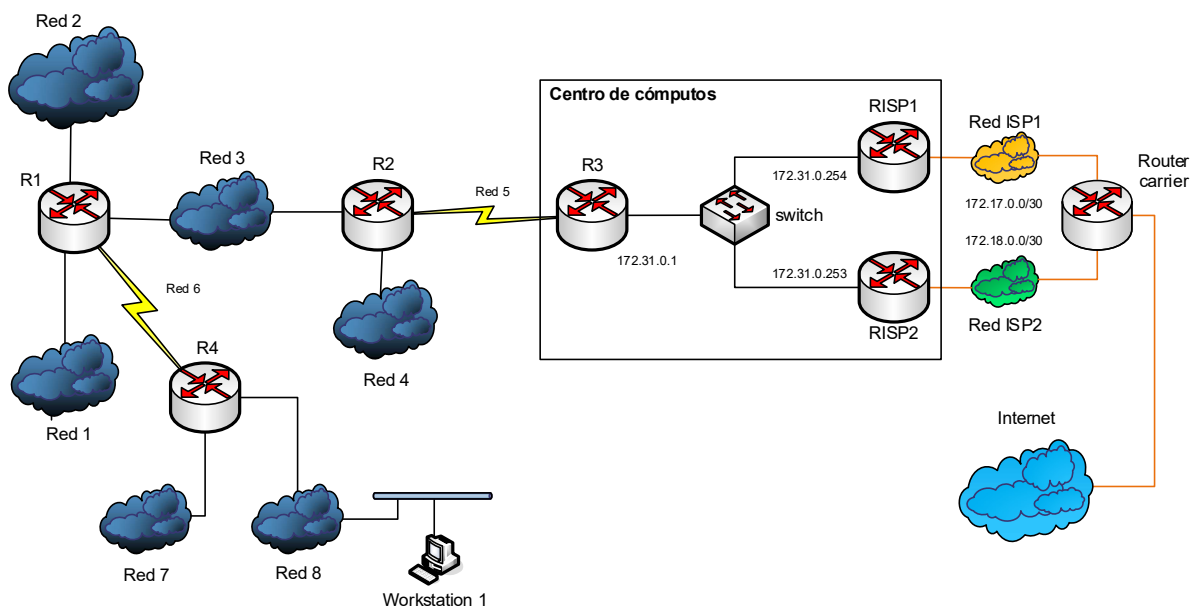 Red 2
Centro de cómputos
RISP1
Red ISP1
R1
Red 3
R2
Red 5
R3
172.31.0.254
Router
carrier
switch
172.17.0.0/30
172.31.0.1
172.18.0.0/30
172.31.0.253
Red 6
RISP2
Red ISP2
R4
Red 4
Red 1
Internet
Red 7
Red 8
Workstation 1